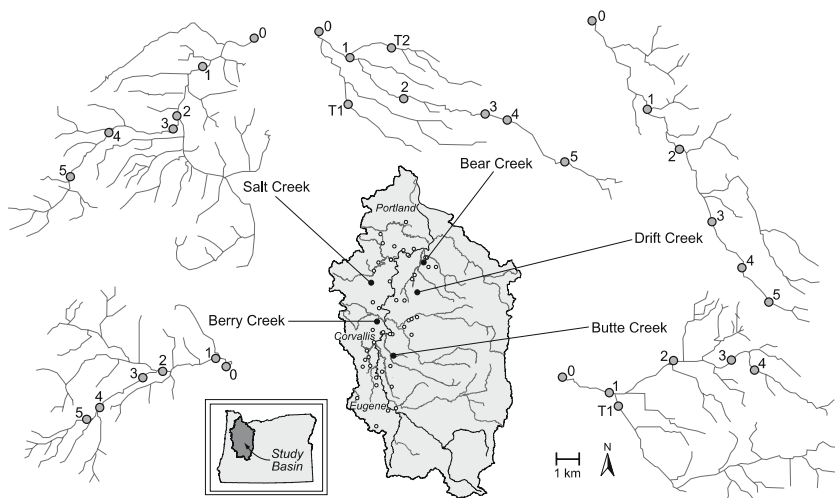 0
1
2
3
4
5
0
1
T2
T1
2
3
4
5
0
1
2
3
4
5
Salt Creek
Bear Creek
Portland
Drift Creek
Berry Creek
Corvallis
Butte Creek
Eugene
1
0
2
3
4
5
Study
Basin
0
1
T1
2
3
4
1 km
N